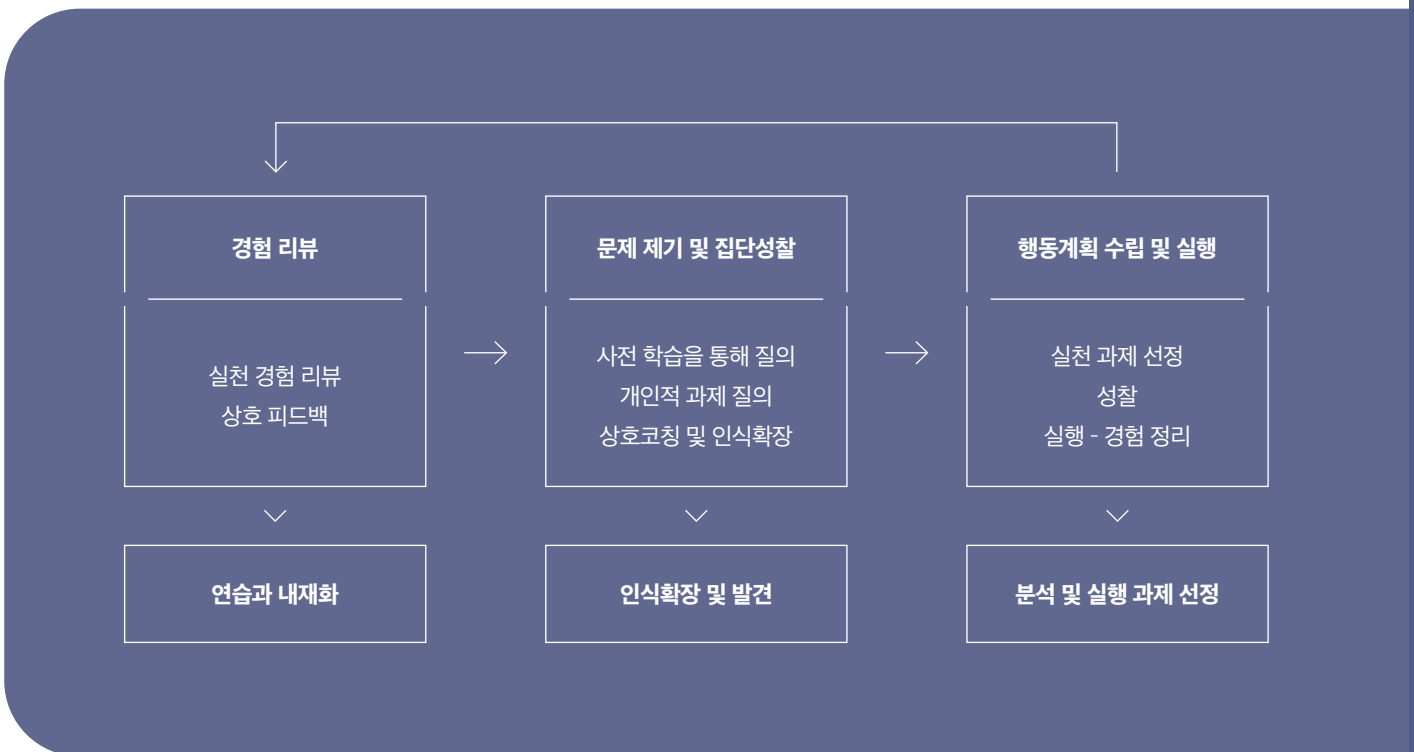 경험 리뷰
실천 경험 리뷰
상호 피드백
연습과 내재화
문제 제기 및 집단성찰
사전 학습을 통해 질의
개인적 과제 질의
상호코칭 및 인식확장
인식확장 및 발견
행동계획 수립 및 실행
실천 과제 선정
성찰
실행 - 경험 정리
분석 및 실행 과제 선정